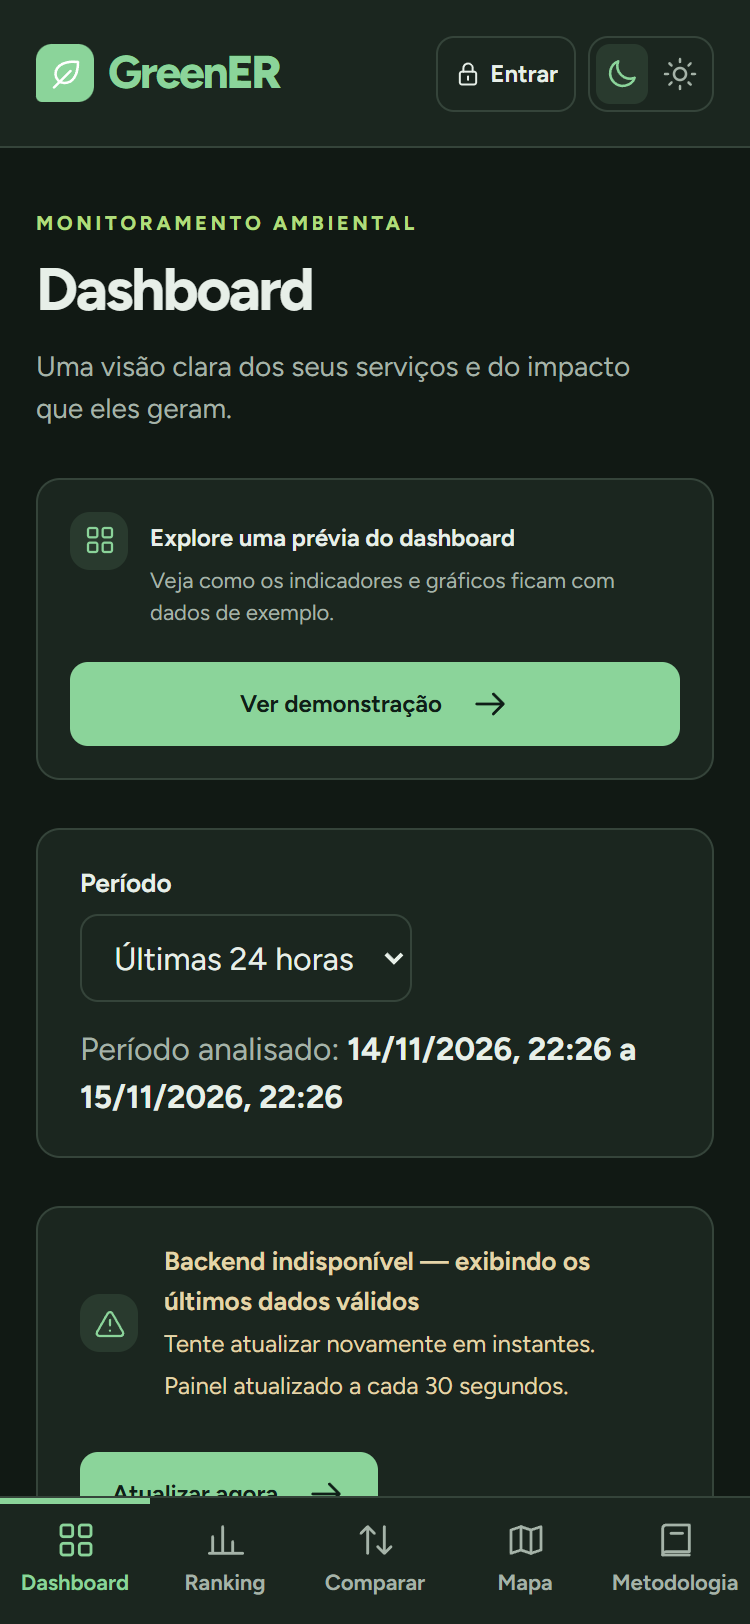 GreenER
Entrar
MONITORAMENTO AMBIENTAL
Dashboard
Uma visão clara dos seus serviços e do impacto
que eles geram.
Explore uma prévia do dashboard
Veja como os indicadores e gráficos ficam com
dados de exemplo.
Ver demonstração
Período
Últimas 24 horas
Período analisado: 14/11/2026, 22:26 a
15/11/2026, 22:26
Backend indisponível — exibindo os
últimos dados válidos
Tente atualizar novamente em instantes.
Painel atualizado a cada 30 segundos.
Atualizar agora
Dashboard
Ranking
Comparar
Mapa
Metodologia